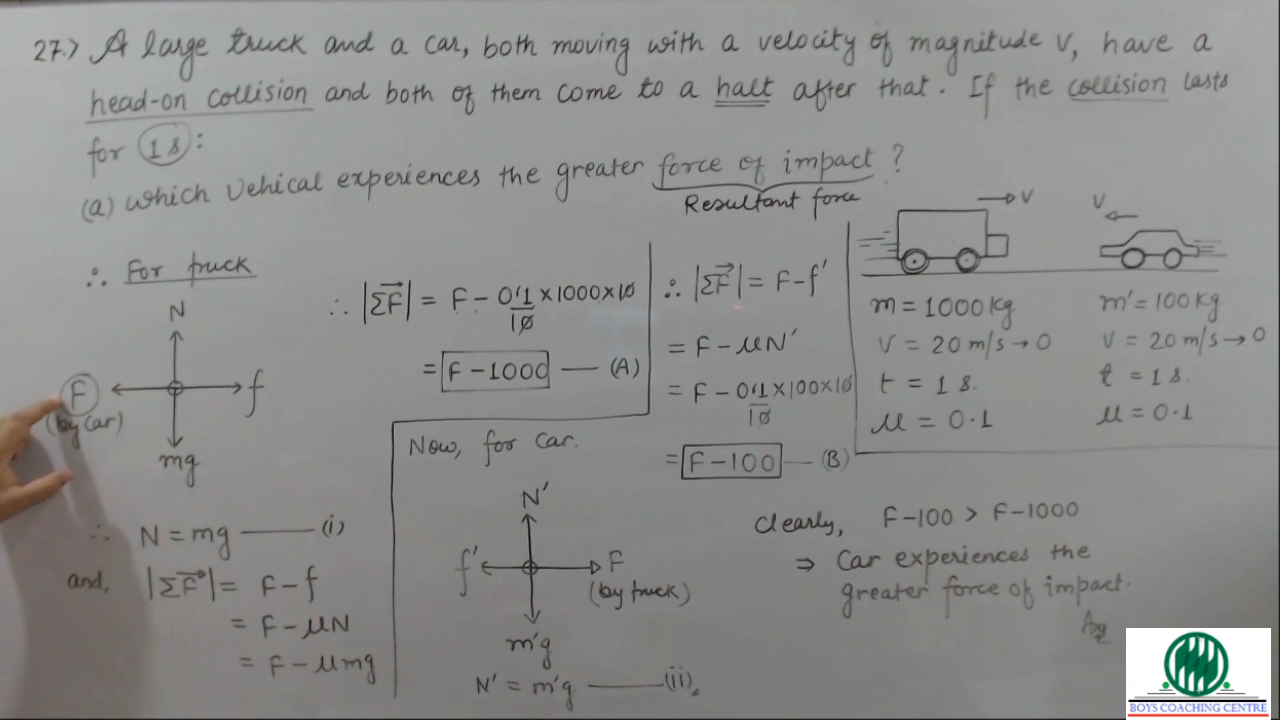 27.) A large truck and a car, both moving with a velocity of magnitude v, have a
head-on collision and both of them come to a halt after that. If the collision lasts
for 1s:
(a) which vehical experiences the greater force of impact ?
Resultant force
∴ For truck
N
F
(by car)
f
mg
∴ N = mg —— (i)
and, |ΣF⃗| = F - f
= F - μN
= F - μmg
∴ |ΣF⃗| = F - 0.1/10 × 1000 × 10
= F - 1000 —— (A)
Now, for car.
N'
f'
F
(by truck)
m'g
N' = m'g —— (ii).
∴ |ΣF⃗| = F - f'
= F - μN'
= F - 0.1/10 × 100 × 10
= F - 100 —— (B)
v
v
m = 1000 kg
v = 20 m/s → 0
t = 1 s.
μ = 0.1
m' = 100 kg
v = 20 m/s → 0
t = 1 s.
μ = 0.1
Clearly, F - 100 > F - 1000
⇒ Car experiences the
greater force of impact.
BOYS COACHING CENTRE